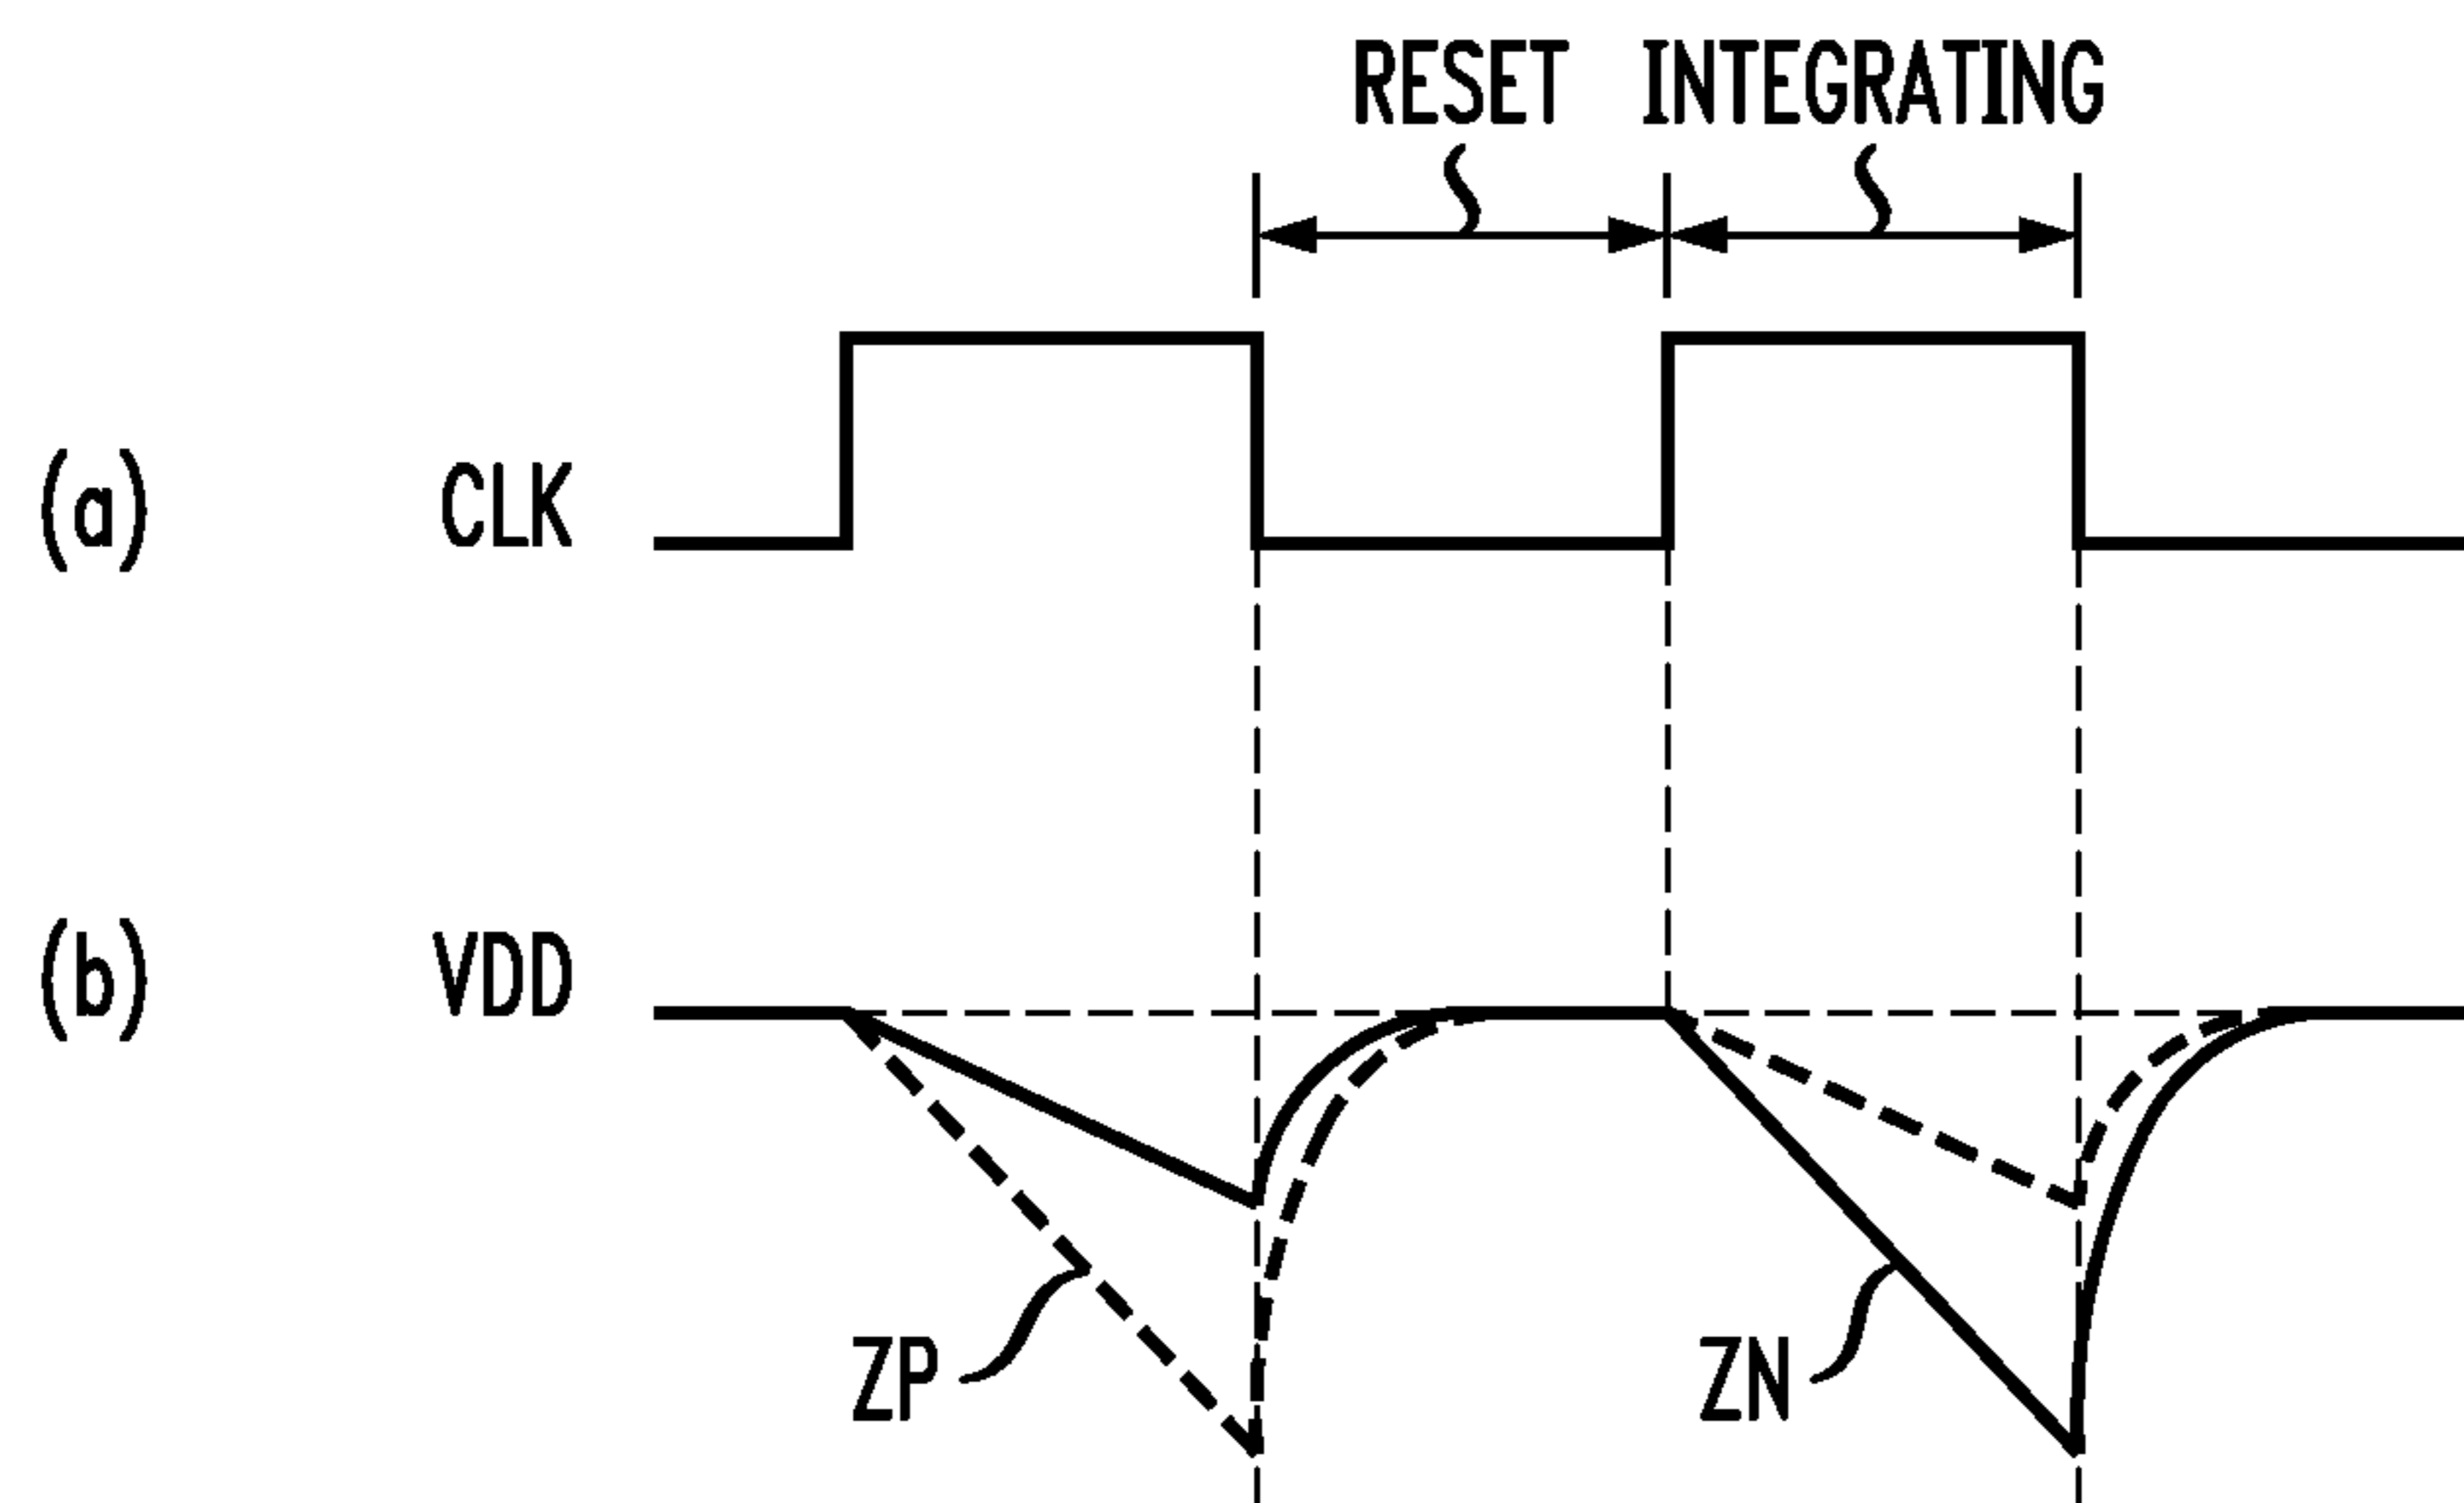 RESET INTEGRATING
(a) CLK
(b) VDD
ZP ZN